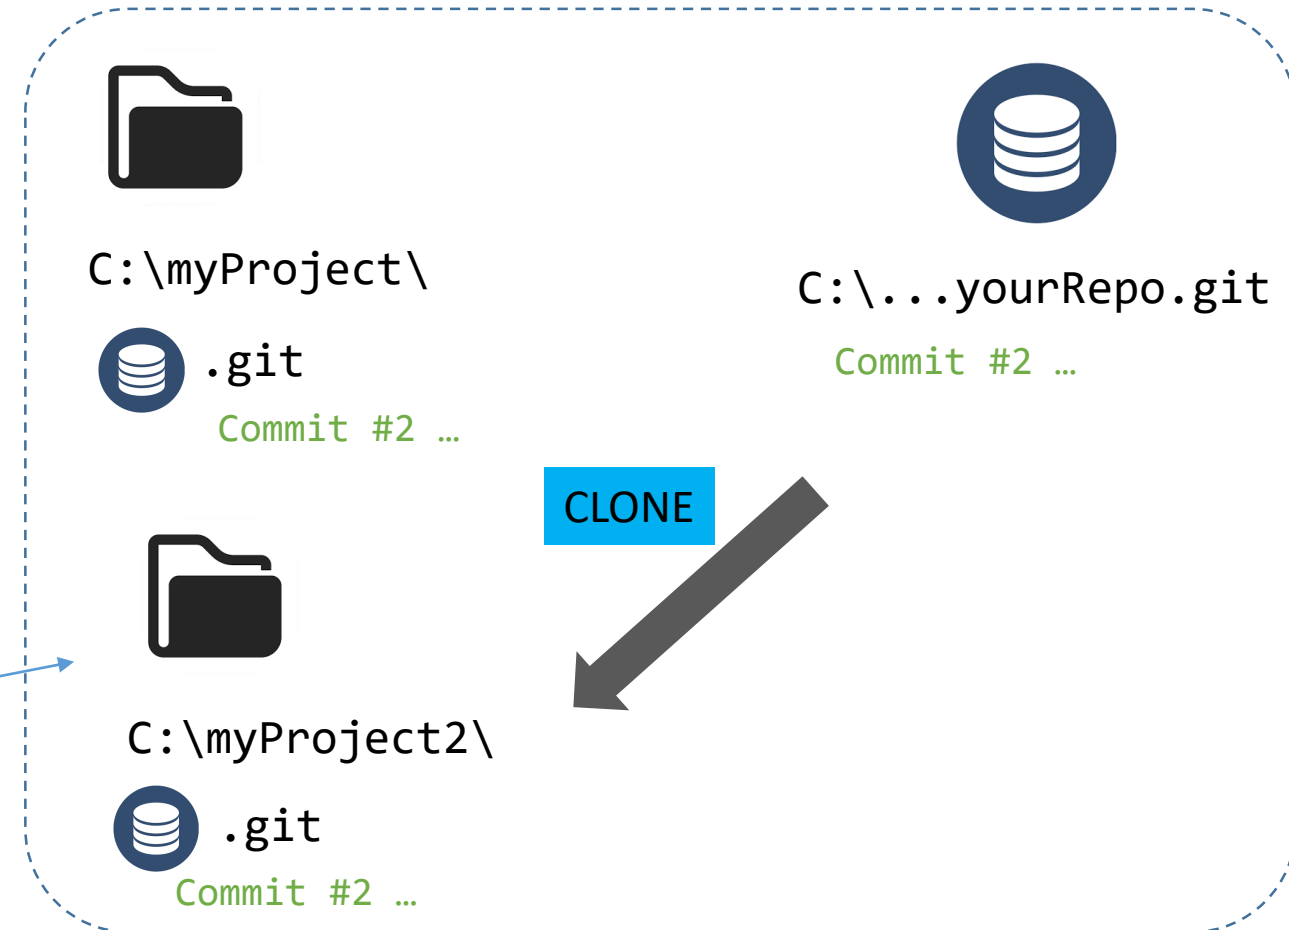 C:\myProject\
.git
Commit #2 …
C:\...yourRepo.git
Commit #2 …
CLONE
C:\myProject2\
.git
Commit #2 …